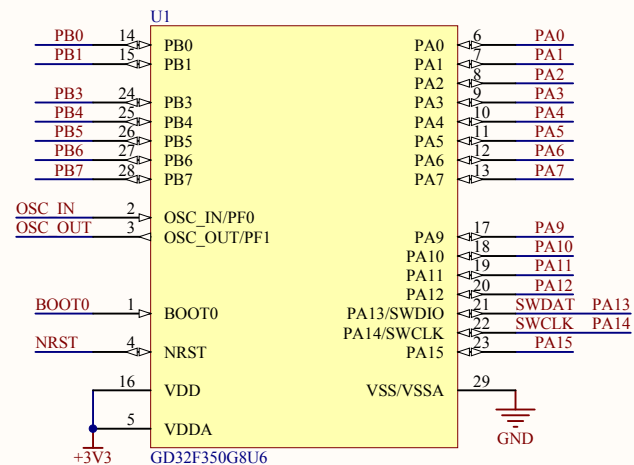 U1
PB0 14 PB0 PA0 6 PA0
PB1 15 PB1 PA1 7 PA1
PA2 8 PA2
PB3 24 PB3 PA3 9 PA3
PB4 25 PB4 PA4 10 PA4
PB5 26 PB5 PA5 11 PA5
PB6 27 PB6 PA6 12 PA6
PB7 28 PB7 PA7 13 PA7
OSC_IN 2 OSC_IN/PF0
OSC_OUT 3 OSC_OUT/PF1 PA9 17 PA9
PA10 18 PA10
PA11 19 PA11
PA12 20 PA12
BOOT0 1 BOOT0 PA13/SWDIO 21 SWDAT PA13
PA14/SWCLK 22 SWCLK PA14
NRST 4 NRST PA15 23 PA15
16 VDD VSS/VSSA 29
5 VDDA
GND
+3V3 GD32F350G8U6